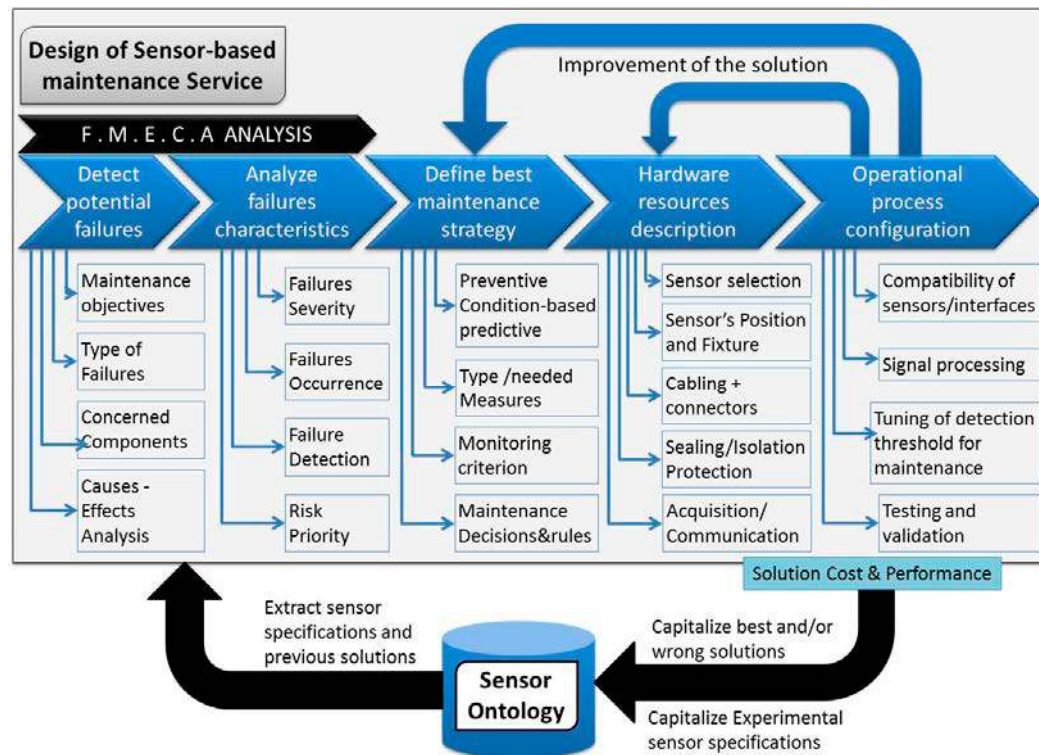 Design of Sensor-based
maintenance Service
Improvement of the solution
F . M . E . C . A ANALYSIS
Detect
potential
failures
Analyze
failures
characteristics
Define best
maintenance
strategy
Hardware
resources
description
Operational
process
configuration
Maintenance
objectives
Type of
Failures
Concerned
Components
Causes -
Effects
Analysis
Failures
Severity
Failures
Occurrence
Failure
Detection
Risk
Priority
Preventive
Condition-based
predictive
Type /needed
Measures
Monitoring
criterion
Maintenance
Decisions&rules
Sensor selection
Sensor's Position
and Fixture
Cabling +
connectors
Sealing/Isolation
Protection
Acquisition/
Communication
Compatibility of
sensors/interfaces
Signal processing
Tuning of detection
threshold for
maintenance
Testing and
validation
Solution Cost & Performance
Extract sensor
specifications and
previous solutions
Sensor
Ontology
Capitalize best and/or
wrong solutions
Capitalize Experimental
sensor specifications